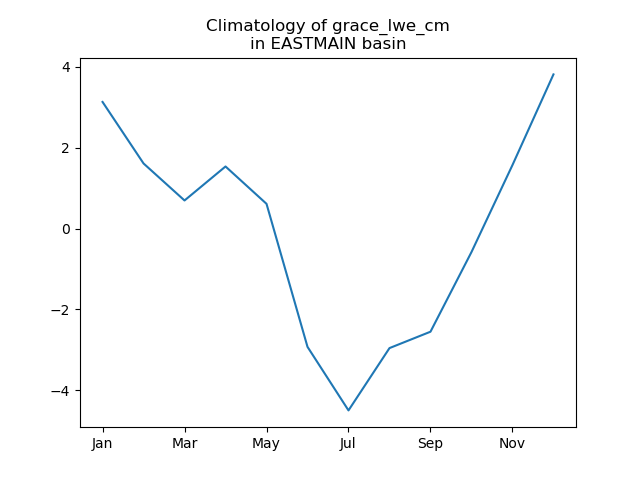 Climatology of grace_lwe_cm
in EASTMAIN basin
4
2
0
−2
−4
Jan
Mar
May
Jul
Sep
Nov